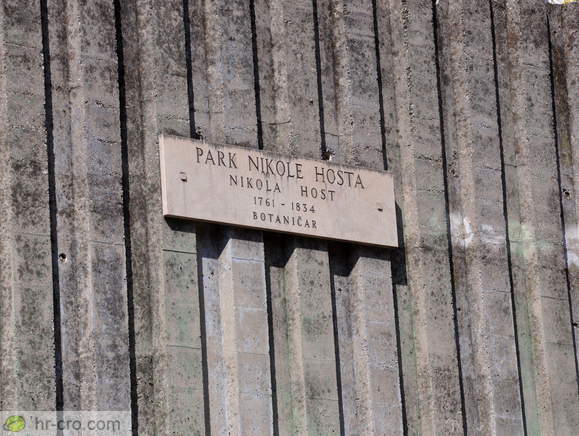 PARK NIKOLE HOSTA
NIKOLA HOST
1761 - 1834
BOTANIČAR
hr-cro.com